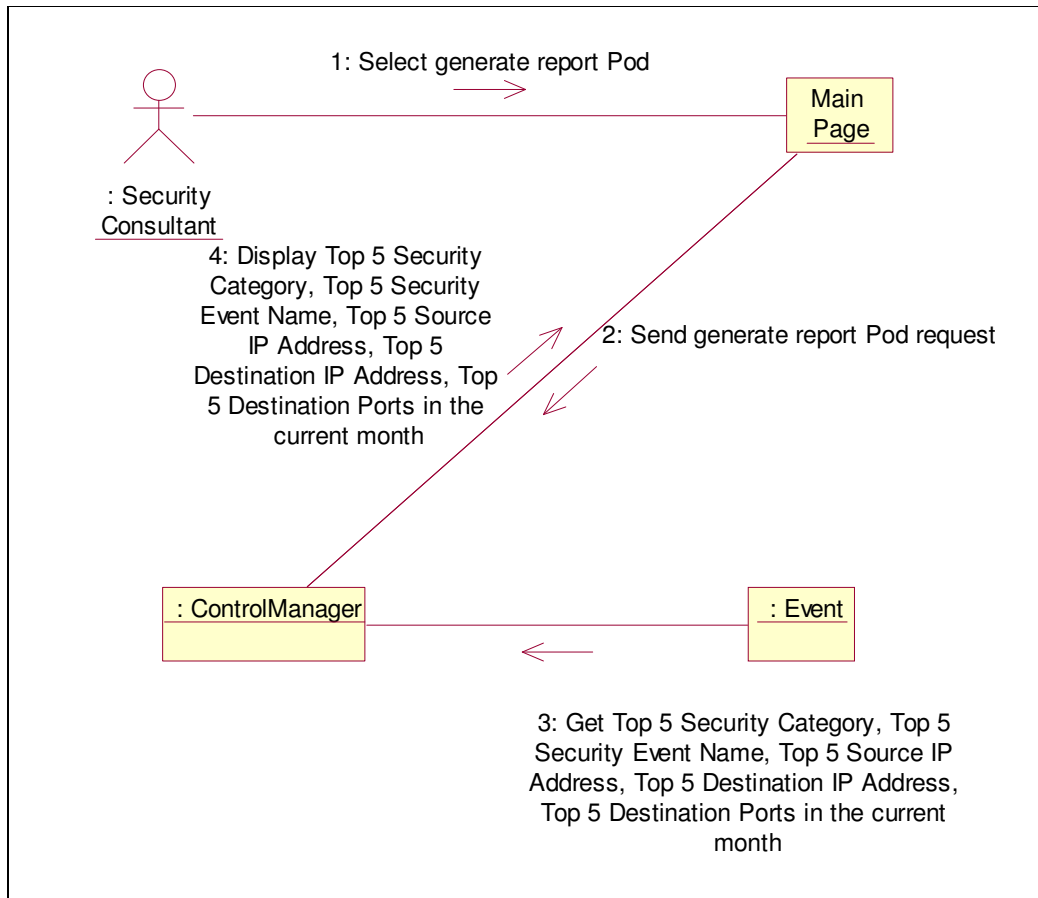 1: Select generate report Pod
Main
Page
: Security
Consultant
4: Display Top 5 Security
Category, Top 5 Security
Event Name, Top 5 Source
IP Address, Top 5
Destination IP Address, Top
5 Destination Ports in the
current month
2: Send generate report Pod request
: ControlManager
: Event
3: Get Top 5 Security Category, Top 5
Security Event Name, Top 5 Source IP
Address, Top 5 Destination IP Address,
Top 5 Destination Ports in the current
month